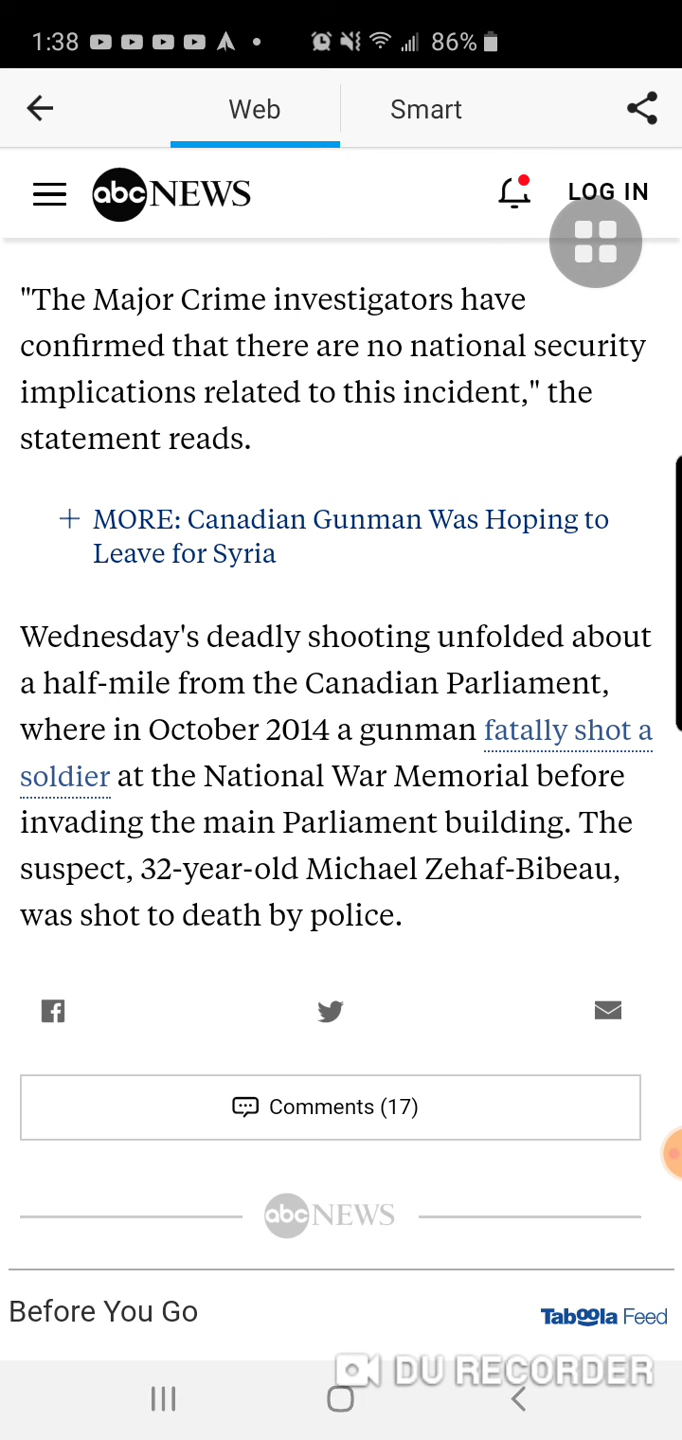 1:38
86%
Web
Smart
abc NEWS
LOG IN
"The Major Crime investigators have
confirmed that there are no national security
implications related to this incident," the
statement reads.
+ MORE: Canadian Gunman Was Hoping to
Leave for Syria
Wednesday's deadly shooting unfolded about
a half-mile from the Canadian Parliament,
where in October 2014 a gunman fatally shot a
soldier at the National War Memorial before
invading the main Parliament building. The
suspect, 32-year-old Michael Zehaf-Bibeau,
was shot to death by police.
Comments (17)
abc NEWS
Before You Go
Taboola Feed
DU RECORDER